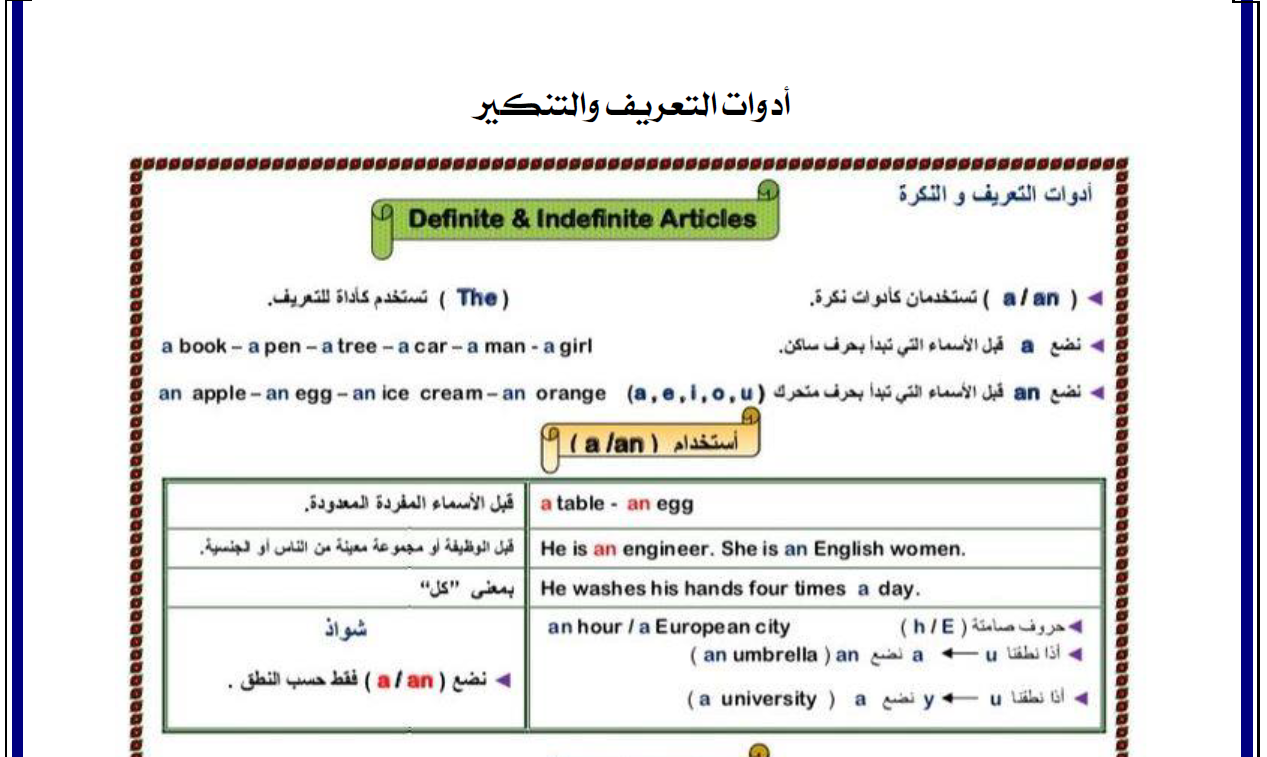 أدوات التعريف والتنكير
أدوات التعريف و النكرة
Definite & Indefinite Articles
( a / an ) تستخدمان كأدوات نكرة.
( The ) تستخدم كأداة للتعريف.
نضع a قبل الأسماء التي تبدأ بحرف ساكن.
a book – a pen – a tree – a car – a man - a girl
نضع an قبل الأسماء التي تبدأ بحرف متحرك (a , e , i , o , u)
an apple – an egg – an ice cream – an orange
أستخدام ( a /an )
a table - an egg
قبل الأسماء المفردة المعدودة.
He is an engineer. She is an English women.
قبل الوظيفة أو مجموعة معينة من الناس أو الجنسية.
He washes his hands four times a day.
بمعنى “كل”
حروف صامتة ( h / E ) an hour / a European city
أذا نطقنا u ← a نضع an ( an umbrella )
أذا نطقنا u ← y نضع a ( a university )
شواذ
نضع ( a / an ) فقط حسب النطق .